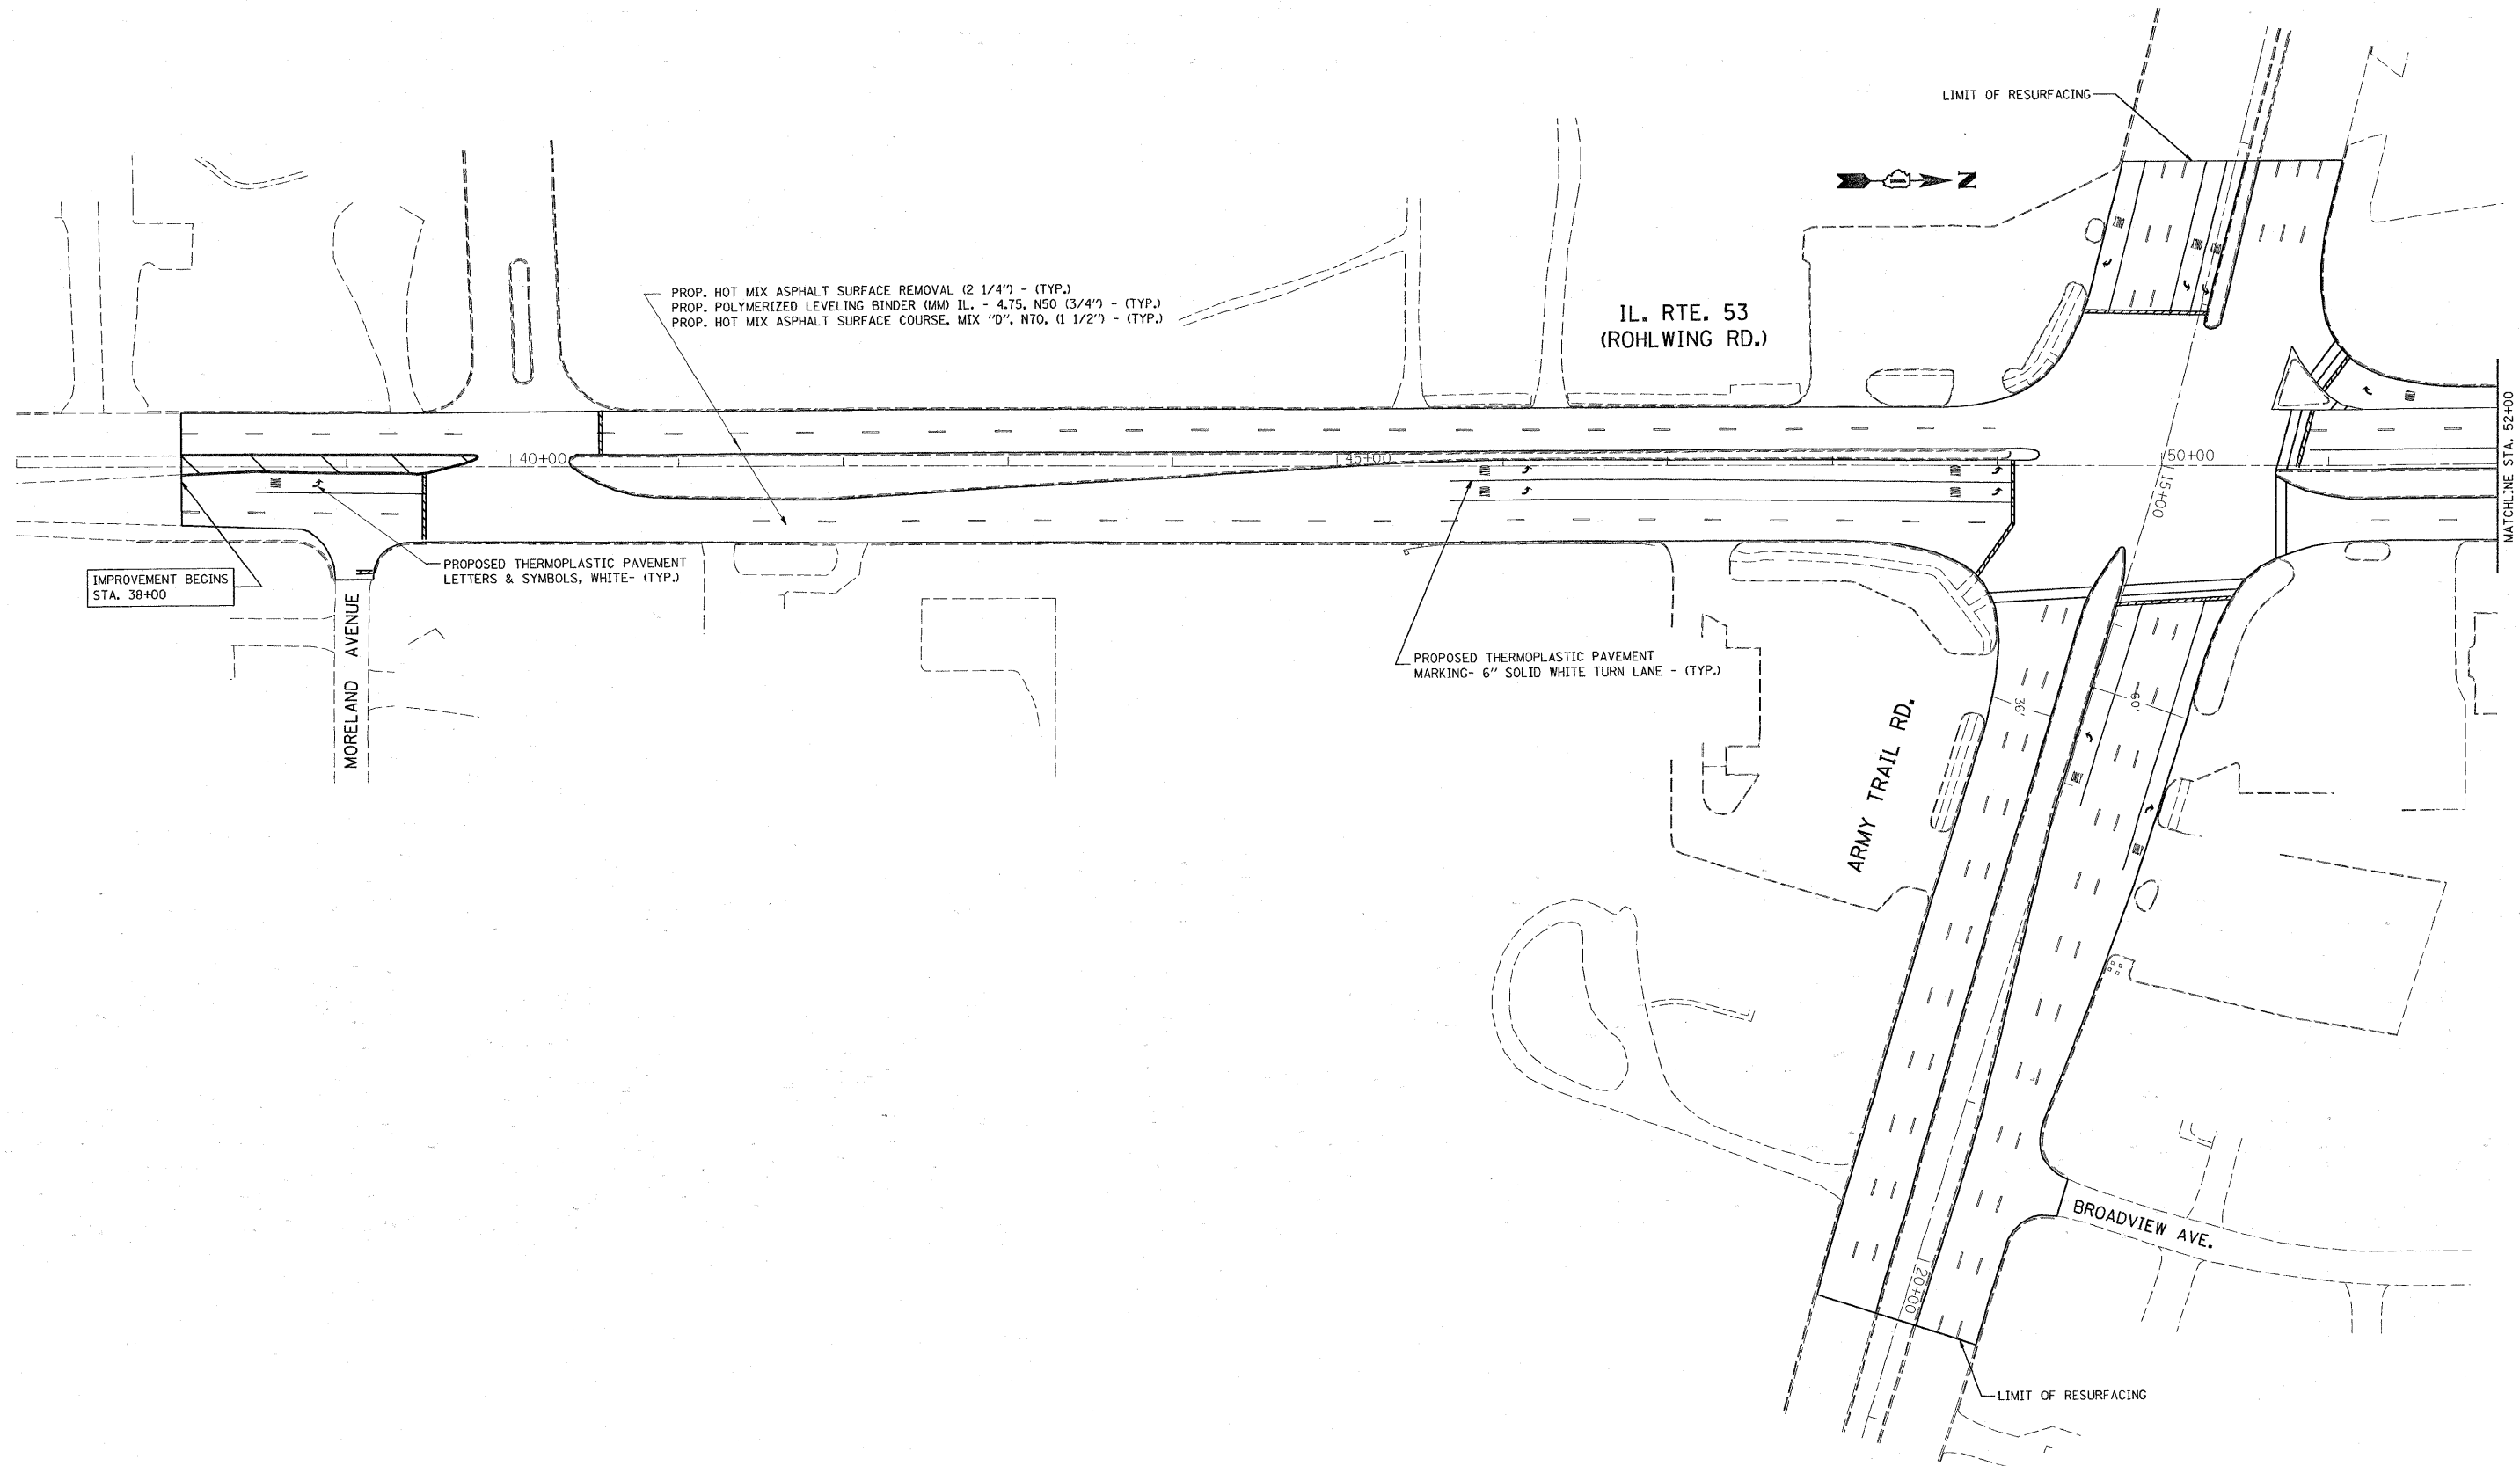 LIMIT OF RESURFACING
N
PROP. HOT MIX ASPHALT SURFACE REMOVAL (2 1/4") - (TYP.)
PROP. POLYMERIZED LEVELING BINDER (MM) IL. - 4.75, N50 (3/4") - (TYP.)
PROP. HOT MIX ASPHALT SURFACE COURSE, MIX "D", N70, (1 1/2") - (TYP.)
IL. RTE. 53
(ROHLWING RD.)
40+00
45+00
50+00
15+00
MATCHLINE STA. 52+00
PROPOSED THERMOPLASTIC PAVEMENT
LETTERS & SYMBOLS, WHITE- (TYP.)
IMPROVEMENT BEGINS
STA. 38+00
MORELAND AVENUE
PROPOSED THERMOPLASTIC PAVEMENT
MARKING- 6" SOLID WHITE TURN LANE - (TYP.)
36'
60'
ARMY TRAIL RD.
BROADVIEW AVE.
20+00
LIMIT OF RESURFACING